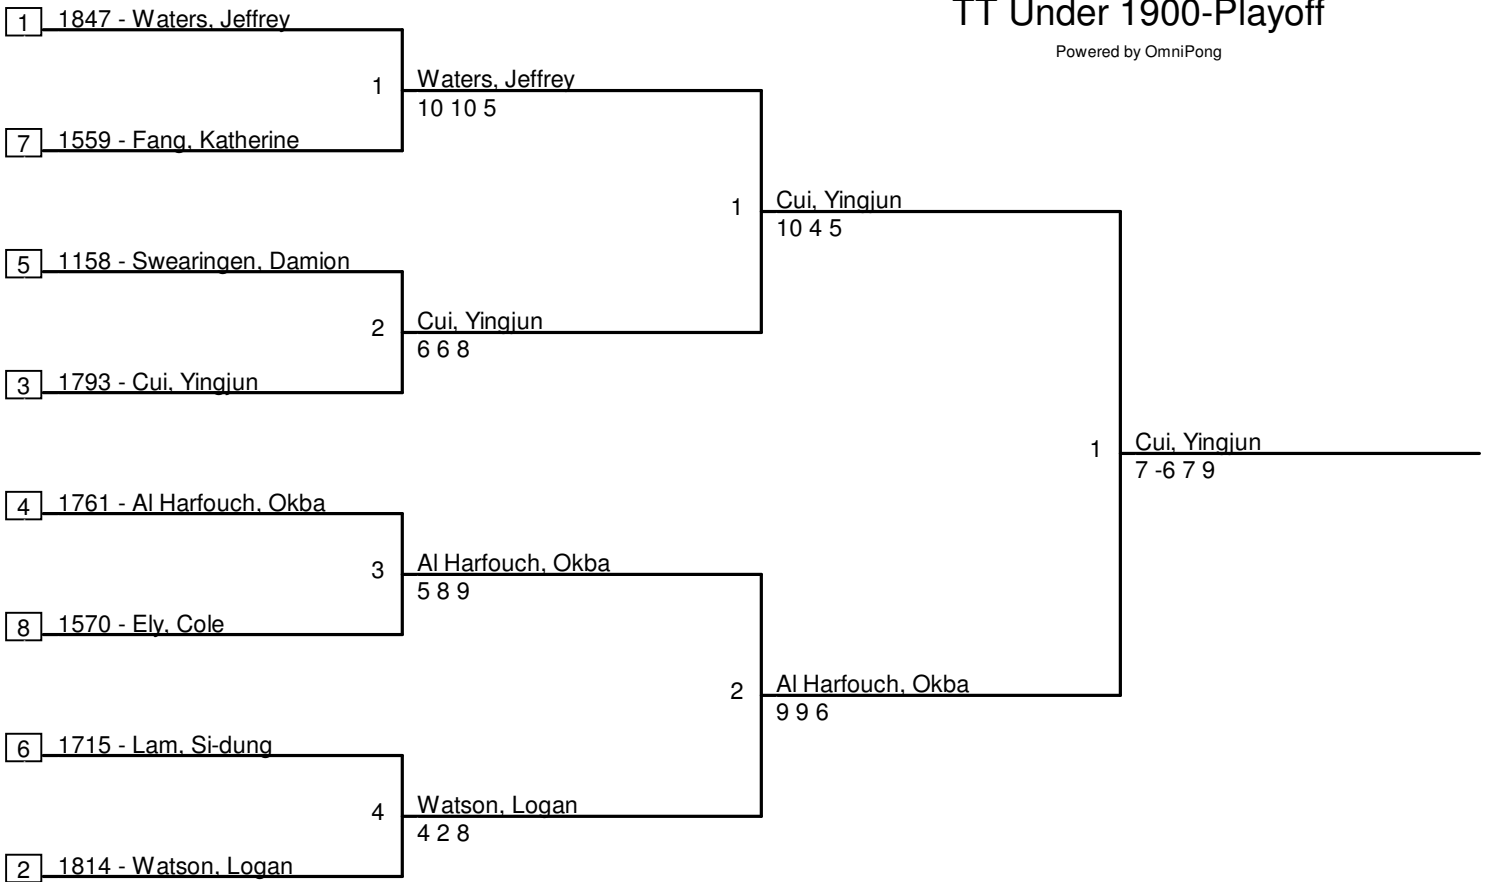 TT Under 1900-Playoff
Powered by OmniPong
1 1847 - Waters, Jeffrey
1 Waters, Jeffrey
10 10 5
7 1559 - Fang, Katherine
1 Cui, Yingjun
10 4 5
5 1158 - Swearingen, Damion
2 Cui, Yingjun
6 6 8
3 1793 - Cui, Yingjun
1 Cui, Yingjun
7 -6 7 9
4 1761 - Al Harfouch, Okba
3 Al Harfouch, Okba
5 8 9
8 1570 - Ely, Cole
2 Al Harfouch, Okba
9 9 6
6 1715 - Lam, Si-dung
4 Watson, Logan
4 2 8
2 1814 - Watson, Logan